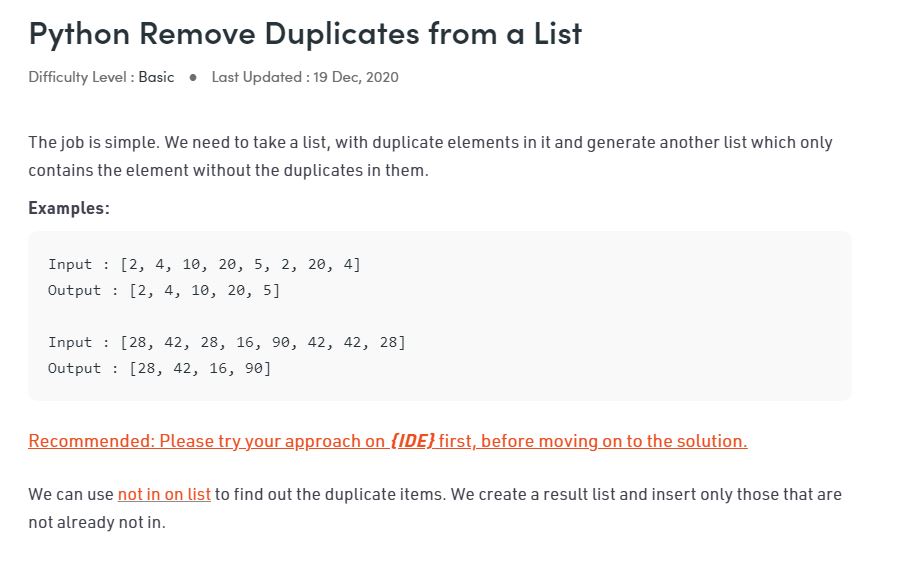 Python Remove Duplicates from a List
Difficulty Level : Basic ● Last Updated : 19 Dec, 2020
The job is simple. We need to take a list, with duplicate elements in it and generate another list which only
contains the element without the duplicates in them.
Examples:
Input : [2, 4, 10, 20, 5, 2, 20, 4]
Output : [2, 4, 10, 20, 5]
Input : [28, 42, 28, 16, 90, 42, 42, 28]
Output : [28, 42, 16, 90]
Recommended: Please try your approach on {IDE} first, before moving on to the solution.
We can use not in on list to find out the duplicate items. We create a result list and insert only those that are
not already not in.